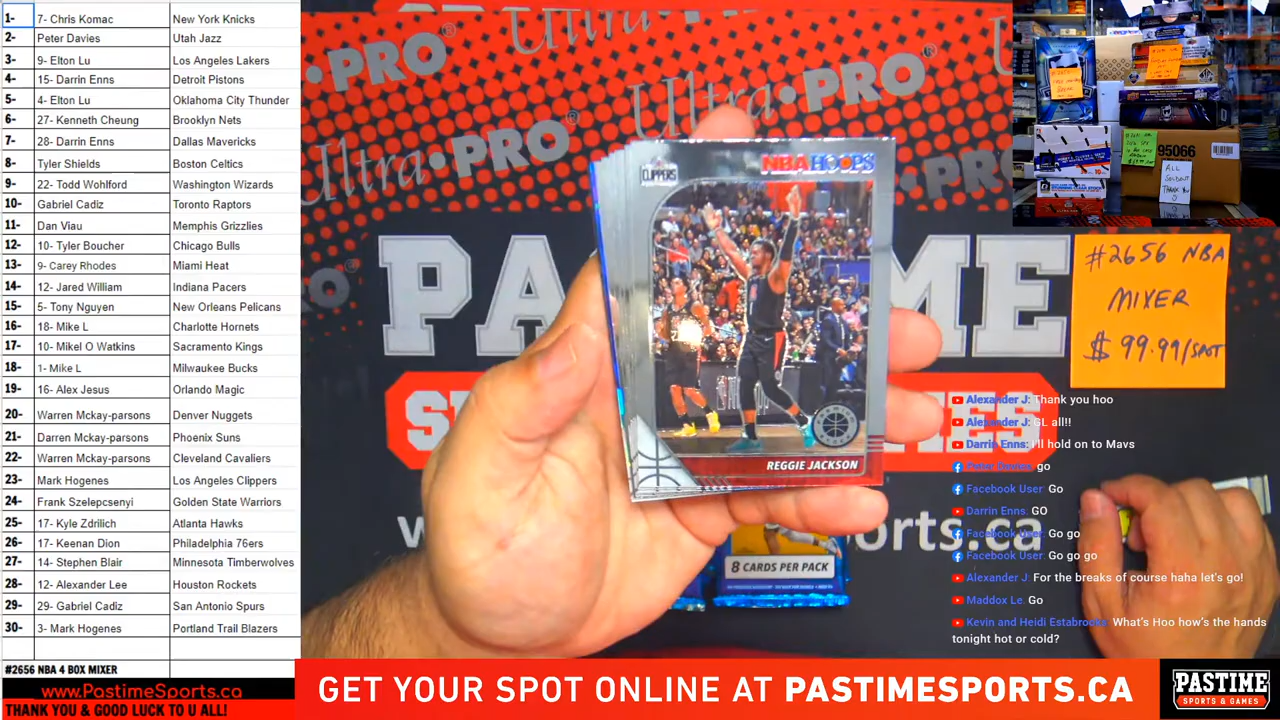 1- 7- Chris Komac New York Knicks
2- Peter Davies Utah Jazz
3- 9- Elton Lu Los Angeles Lakers
4- 15- Darrin Enns Detroit Pistons
5- 4- Elton Lu Oklahoma City Thunder
6- 27- Kenneth Cheung Brooklyn Nets
7- 28- Darrin Enns Dallas Mavericks
8- Tyler Shields Boston Celtics
9- 22- Todd Wohlford Washington Wizards
10- Gabriel Cadiz Toronto Raptors
11- Dan Viau Memphis Grizzlies
12- 10- Tyler Boucher Chicago Bulls
13- 9- Carey Rhodes Miami Heat
14- 12- Jared William Indiana Pacers
15- 5- Tony Nguyen New Orleans Pelicans
16- 18- Mike L Charlotte Hornets
17- 10- Mikel O Watkins Sacramento Kings
18- 1- Mike L Milwaukee Bucks
19- 16- Alex Jesus Orlando Magic
20- Warren Mckay-parsons Denver Nuggets
21- Darren Mckay-parsons Phoenix Suns
22- Warren Mckay-parsons Cleveland Cavaliers
23- Mark Hogenes Los Angeles Clippers
24- Frank Szelepcsenyi Golden State Warriors
25- 17- Kyle Zdrilich Atlanta Hawks
26- 17- Keenan Dion Philadelphia 76ers
27- 14- Stephen Blair Minnesota Timberwolves
28- 12- Alexander Lee Houston Rockets
29- 29- Gabriel Cadiz San Antonio Spurs
30- 3- Mark Hogenes Portland Trail Blazers
#2656 NBA 4 BOX MIXER
www.PastimeSports.ca
THANK YOU & GOOD LUCK TO U ALL!
Ultra PRO®
CLIPPERS
NBA HOOPS
REGGIE JACKSON
8 CARDS PER PACK
95066
ALL SOLDOUT THANK YOU
#2656 NBA
MIXER
$99.99/SPOT
Alexander J: Thank you hoo
Alexander J: GL all!!
Darrin Enns: I'll hold on to Mavs
go
Facebook User: Go
Darrin Enns: GO
Facebook User: Go go
Facebook User: Go go go
Alexander J: For the breaks of course haha let's go!
Maddox Le: Go
Kevin and Heidi Estabrooks: What's Hoo how's the hands
tonight hot or cold?
GET YOUR SPOT ONLINE AT PASTIMESPORTS.CA
PASTIME
SPORTS & GAMES